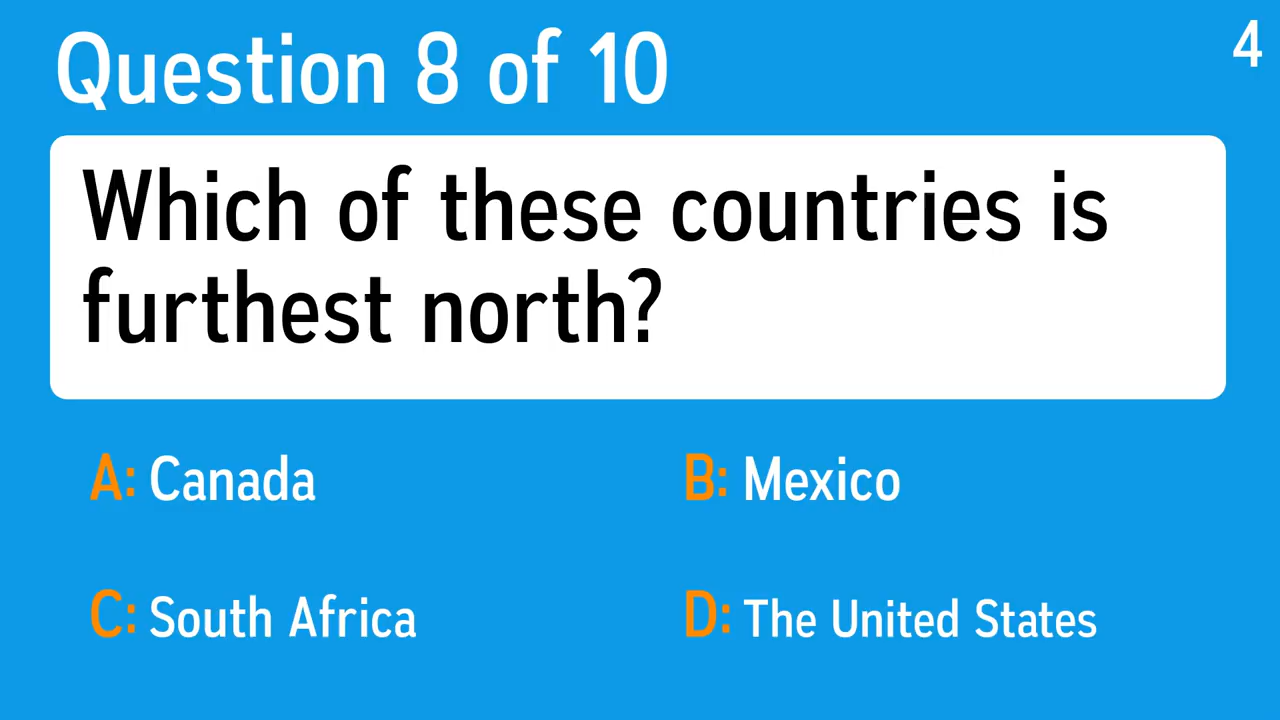 Question 8 of 10
4
Which of these countries is
furthest north?
A: Canada
B: Mexico
C: South Africa
D: The United States